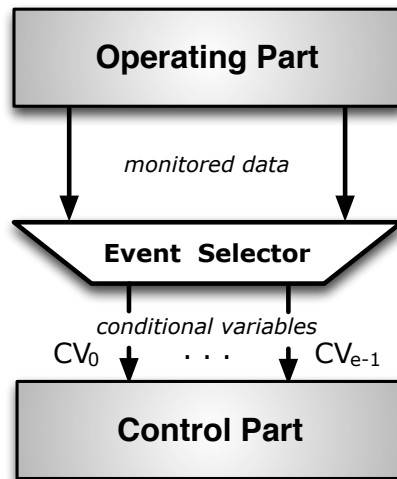 Operating Part
monitored data
Event Selector
conditional variables
CV₀ . . . CVₑ₋₁
Control Part